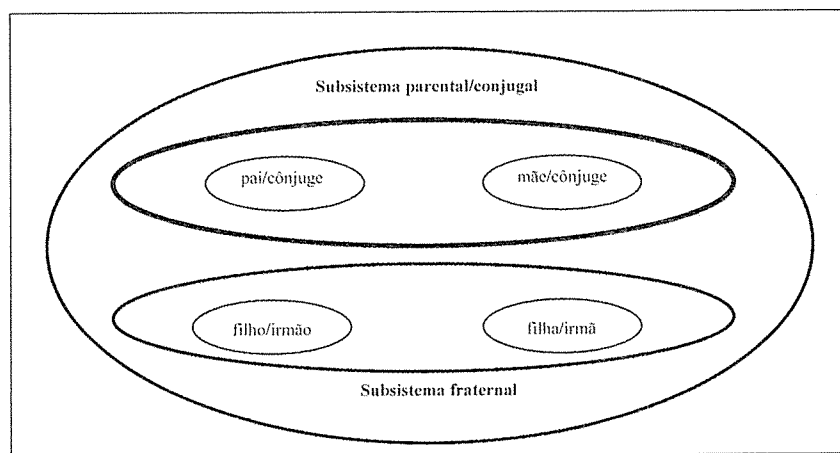 Subsistema parental/conjugal
pai/cônjuge
mãe/cônjuge
filho/irmão
filha/irmã
Subsistema fraternal